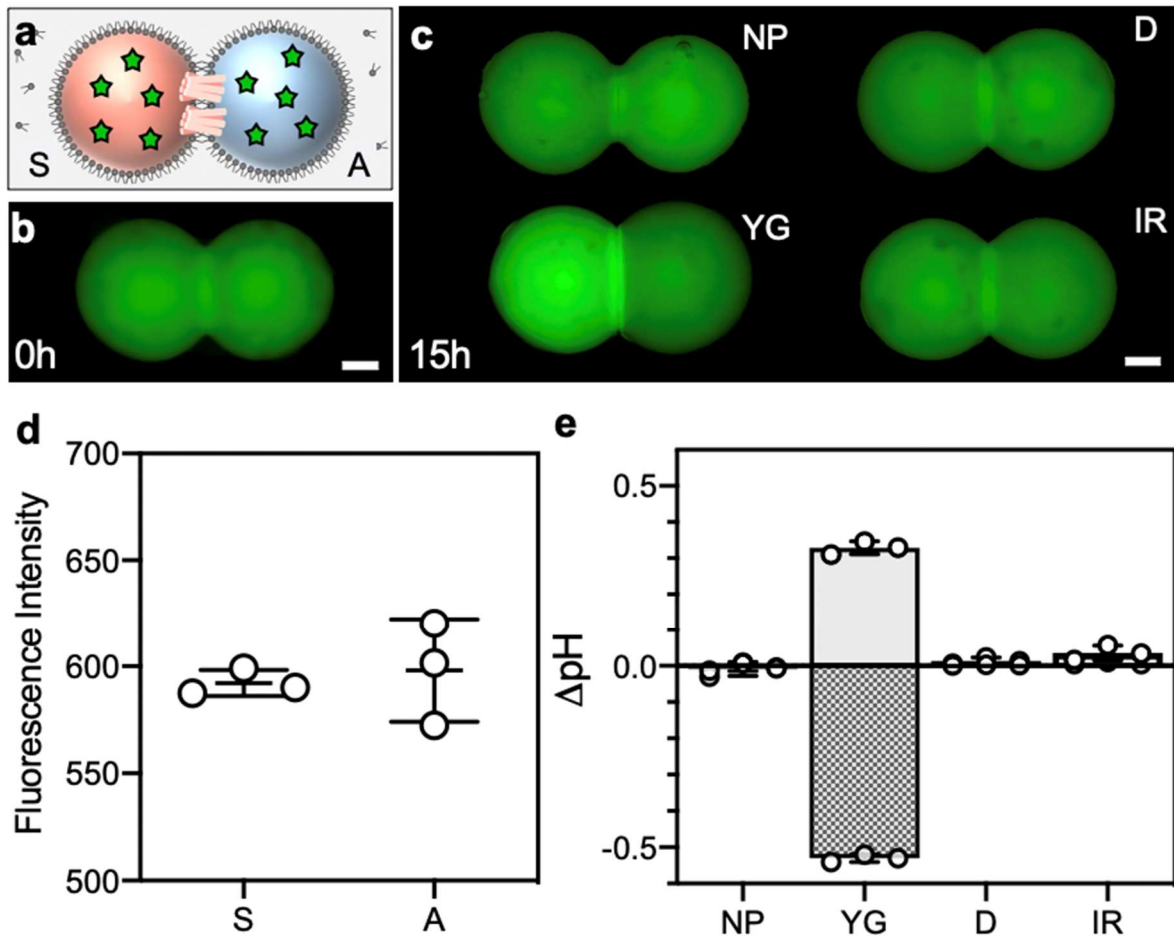 a
S
A
b
0h
c
NP
D
YG
IR
15h
d
Fluorescence Intensity
700
650
600
550
500
S
A
e
ΔpH
0.5
0.0
-0.5
NP
YG
D
IR